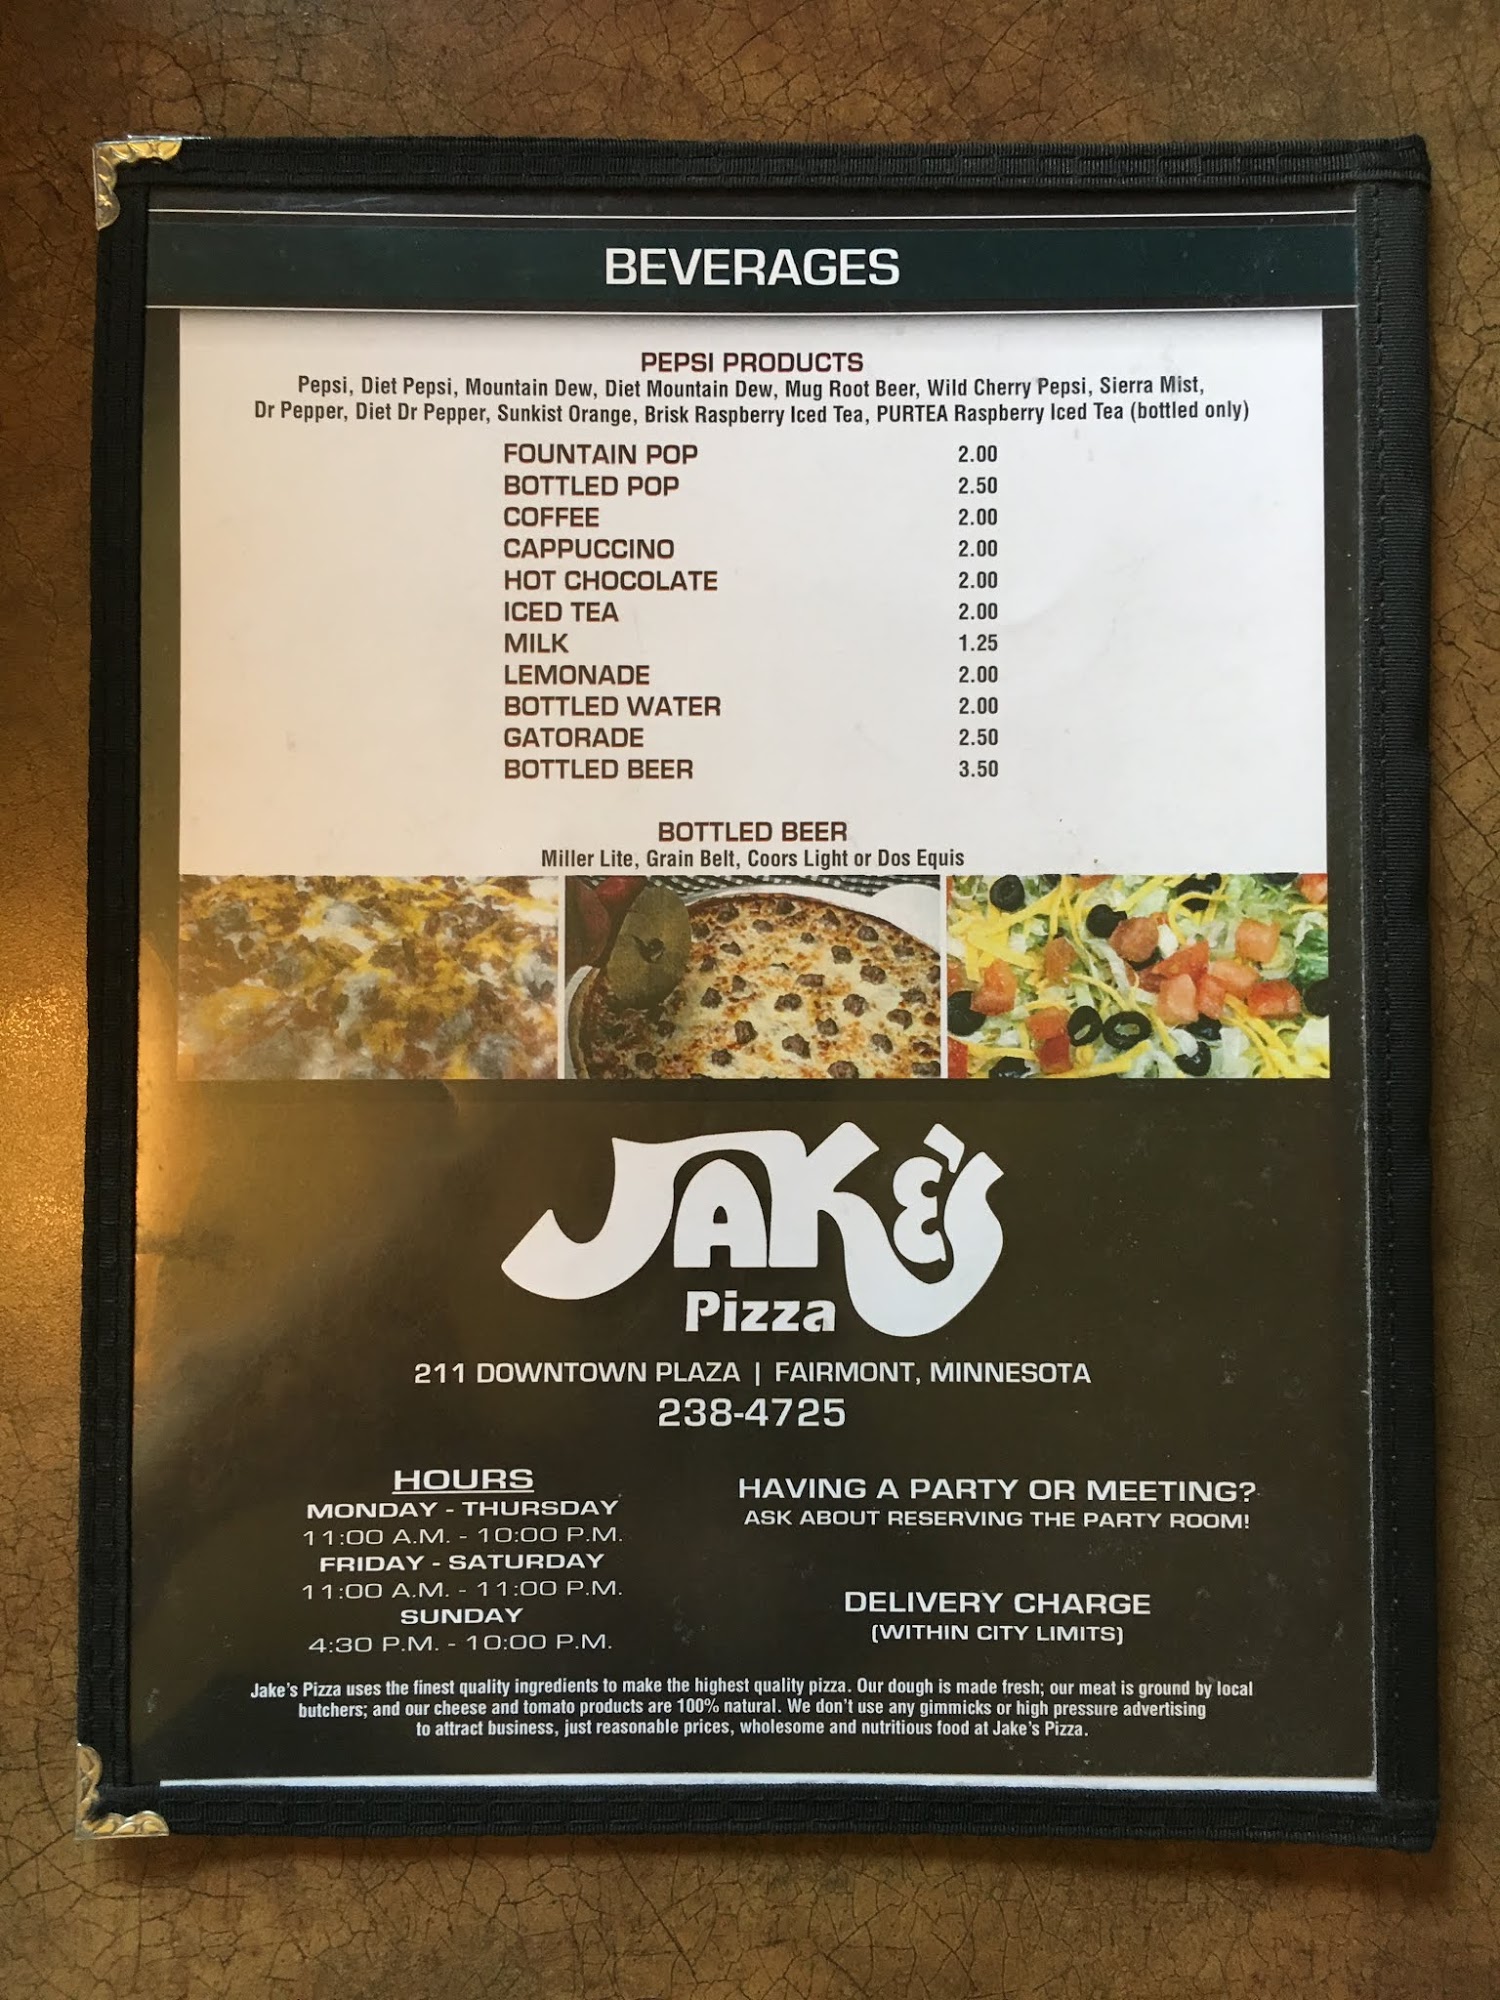 BEVERAGES
PEPSI PRODUCTS
Pepsi, Diet Pepsi, Mountain Dew, Diet Mountain Dew, Mug Root Beer, Wild Cherry Pepsi, Sierra Mist,
Dr Pepper, Diet Dr Pepper, Sunkist Orange, Brisk Raspberry Iced Tea, PURTEA Raspberry Iced Tea (bottled only)
FOUNTAIN POP 2.00
BOTTLED POP 2.50
COFFEE 2.00
CAPPUCCINO 2.00
HOT CHOCOLATE 2.00
ICED TEA 2.00
MILK 1.25
LEMONADE 2.00
BOTTLED WATER 2.00
GATORADE 2.50
BOTTLED BEER 3.50
BOTTLED BEER
Miller Lite, Grain Belt, Coors Light or Dos Equis
JAKE'S
Pizza
211 DOWNTOWN PLAZA | FAIRMONT, MINNESOTA
238-4725
HOURS
MONDAY - THURSDAY
11:00 A.M. - 10:00 P.M.
FRIDAY - SATURDAY
11:00 A.M. - 11:00 P.M.
SUNDAY
4:30 P.M. - 10:00 P.M.
HAVING A PARTY OR MEETING?
ASK ABOUT RESERVING THE PARTY ROOM!
DELIVERY CHARGE
(WITHIN CITY LIMITS)
Jake's Pizza uses the finest quality ingredients to make the highest quality pizza. Our dough is made fresh; our meat is ground by local
butchers; and our cheese and tomato products are 100% natural. We don't use any gimmicks or high pressure advertising
to attract business, just reasonable prices, wholesome and nutritious food at Jake's Pizza.